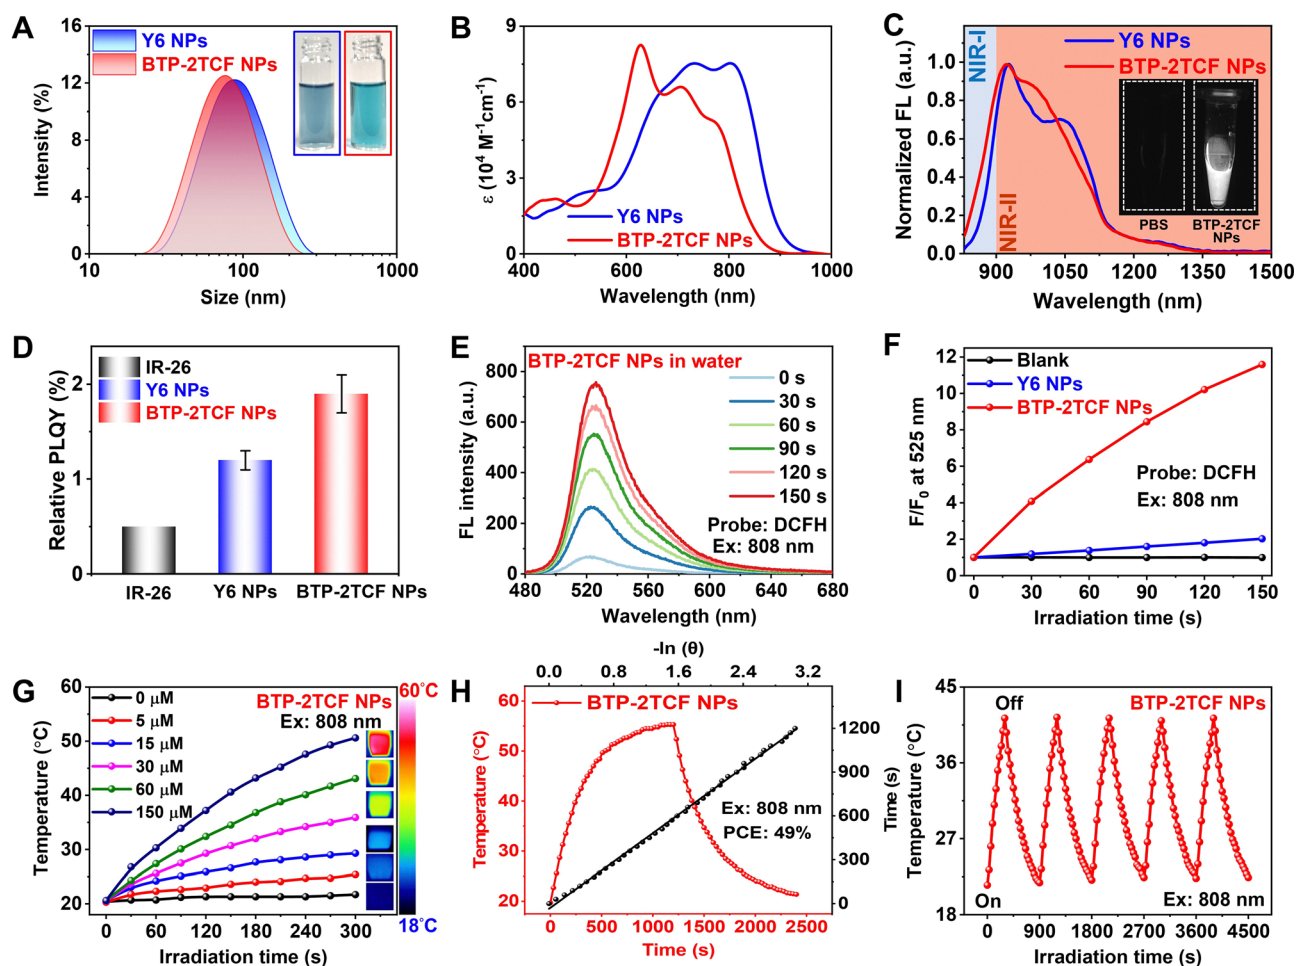 A
Y6 NPs
BTP-2TCF NPs
Intensity (%)
16
12
8
4
0
10
100
1000
Size (nm)
B
ε (10⁴ M⁻¹cm⁻¹)
9
6
3
0
Y6 NPs
BTP-2TCF NPs
400
600
800
1000
Wavelength (nm)
C
NIR-I
NIR-II
Y6 NPs
BTP-2TCF NPs
Normalized FL (a.u.)
1.0
0.8
0.6
0.4
0.2
0.0
PBS
BTP-2TCF
NPs
900
1050
1200
1350
1500
Wavelength (nm)
D
IR-26
Y6 NPs
BTP-2TCF NPs
Relative PLQY (%)
2
1
0
IR-26
Y6 NPs
BTP-2TCF NPs
E
BTP-2TCF NPs in water
FL intensity (a.u.)
800
600
400
200
0
0 s
30 s
60 s
90 s
120 s
150 s
Probe: DCFH
Ex: 808 nm
480
520
560
600
640
680
Wavelength (nm)
F
Blank
Y6 NPs
BTP-2TCF NPs
F/F₀ at 525 nm
12
10
8
6
4
2
0
Probe: DCFH
Ex: 808 nm
0
30
60
90
120
150
Irradiation time (s)
G
0 μM
5 μM
15 μM
30 μM
60 μM
150 μM
BTP-2TCF NPs
Ex: 808 nm
60°C
18°C
Temperature (°C)
60
50
40
30
20
0
60
120
180
240
300
Irradiation time (s)
H
-ln (θ)
0.0
0.8
1.6
2.4
3.2
BTP-2TCF NPs
Temperature (°C)
60
50
40
30
20
Ex: 808 nm
PCE: 49%
1200
900
600
300
0
Time (s)
0
500
1000
1500
2000
2500
Time (s)
I
Off
BTP-2TCF NPs
Temperature (°C)
45
36
27
18
On
Ex: 808 nm
0
900
1800
2700
3600
4500
Irradiation time (s)